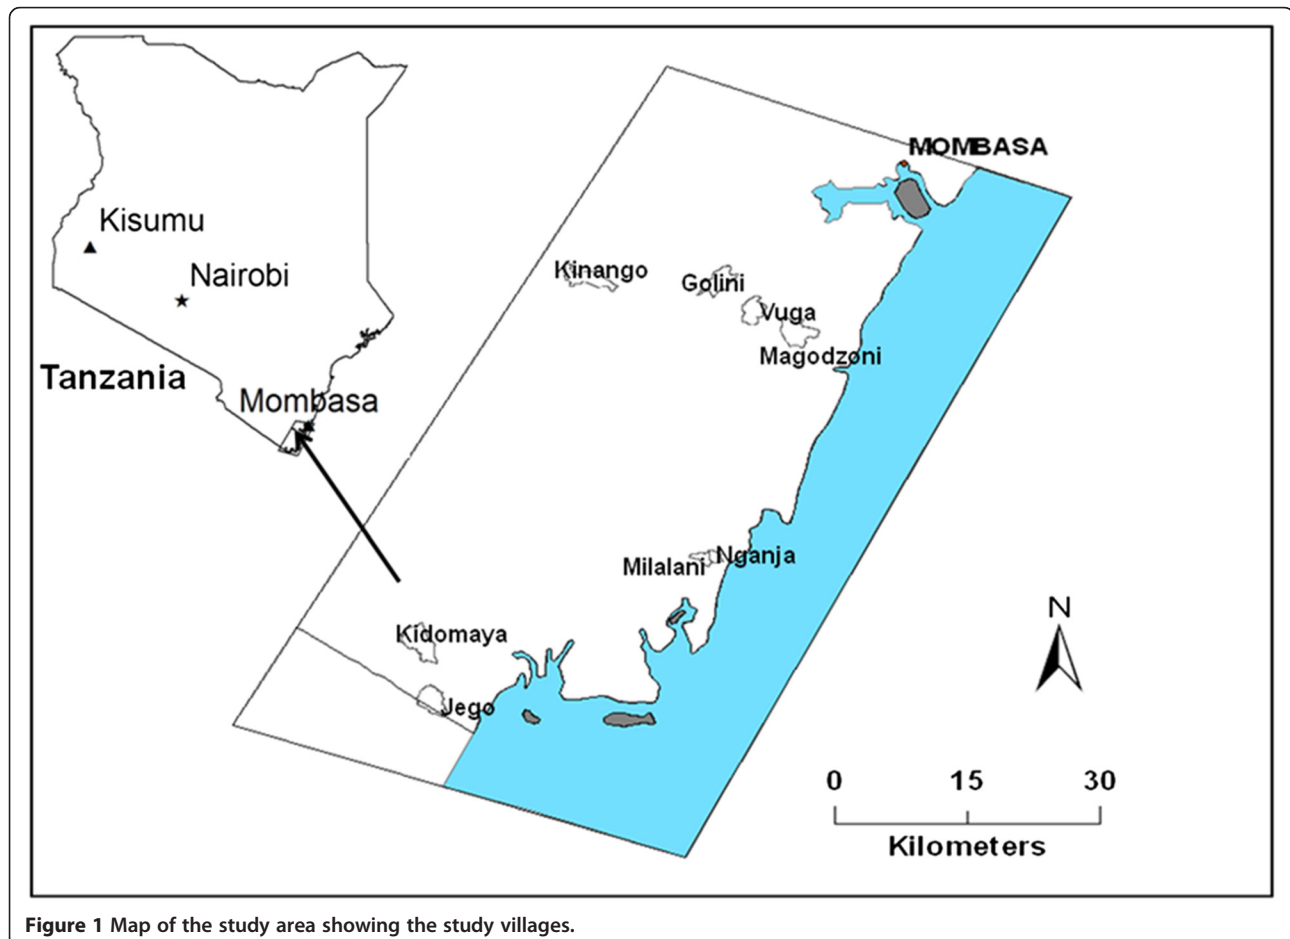 MOMBASA
Kisumu
Nairobi
Tanzania
Mombasa
Kinango
Golini
Vuga
Magodzoni
Milalani
Nganja
Kidomaya
Jego
N
0 15 30
Kilometers
Figure 1 Map of the study area showing the study villages.